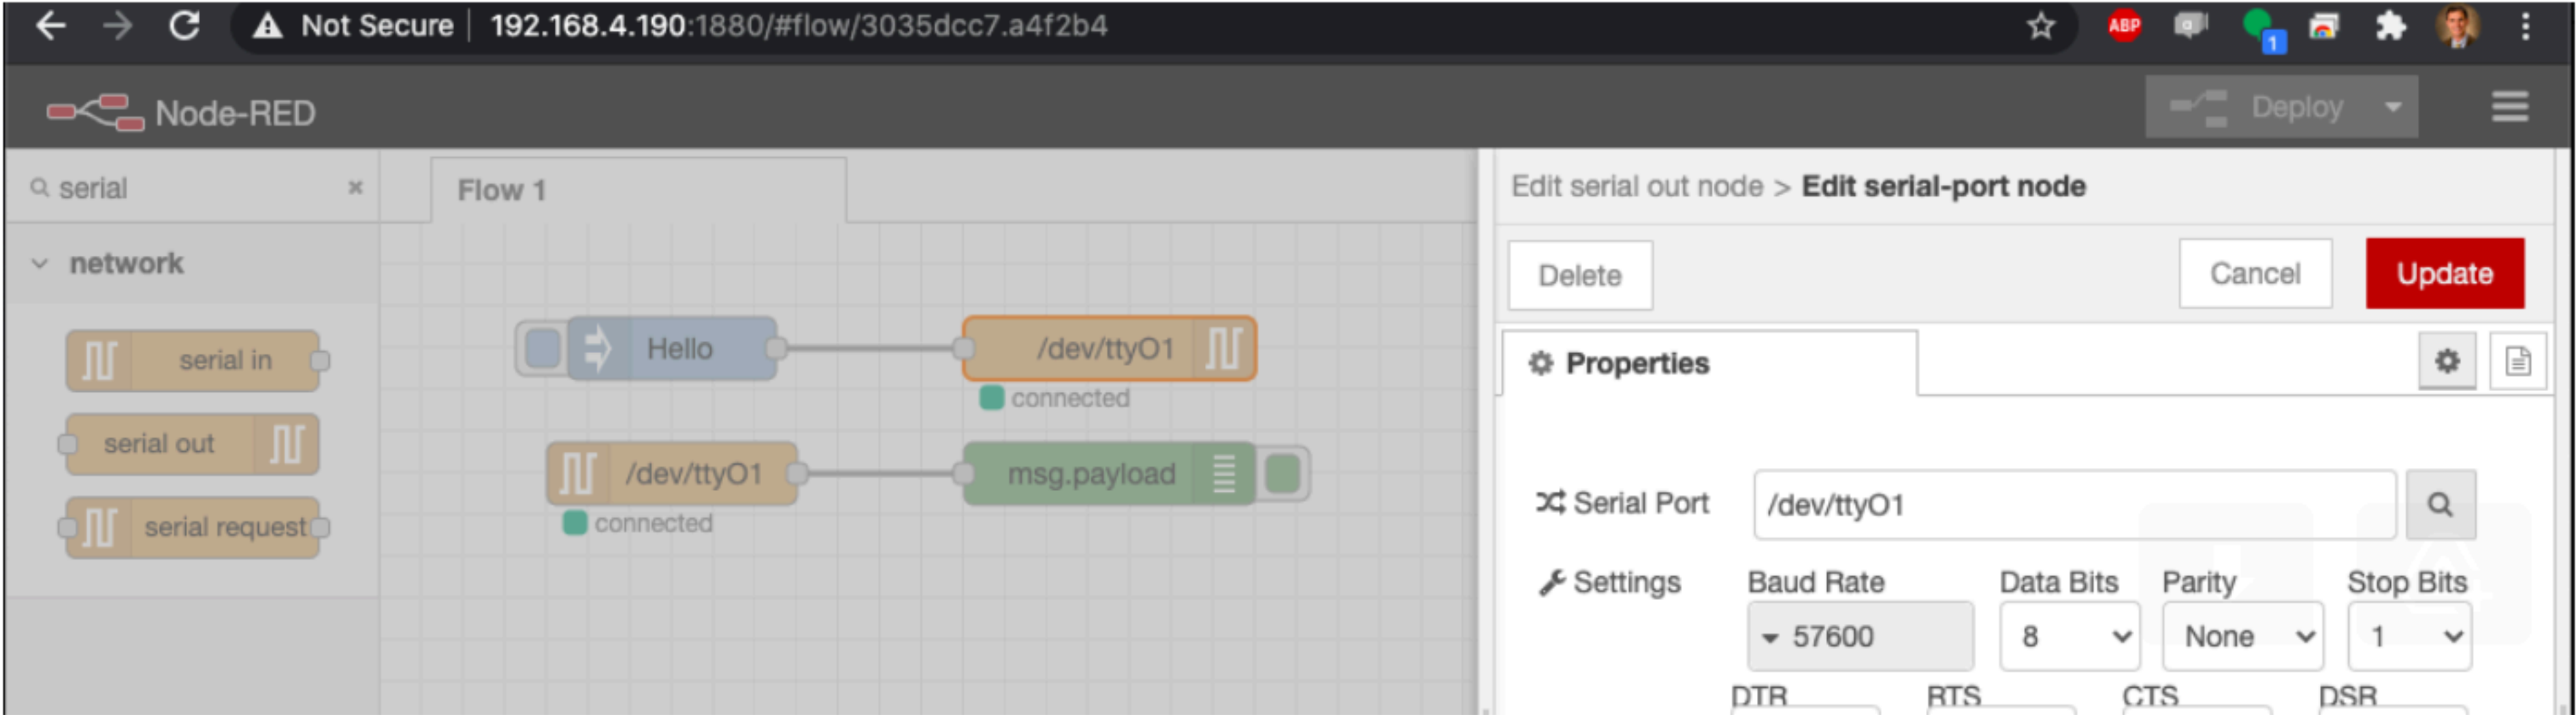 Not Secure | 192.168.4.190:1880/#flow/3035dcc7.a4f2b4
ABP
1
Node-RED
Deploy
serial
Flow 1
Edit serial out node > Edit serial-port node
network
Delete
Cancel
Update
serial in
Hello
/dev/ttyO1
Properties
connected
serial out
/dev/ttyO1
msg.payload
connected
serial request
Serial Port
/dev/ttyO1
Settings
Baud Rate
Data Bits
Parity
Stop Bits
57600
8
None
1
DTR
RTS
CTS
DSR